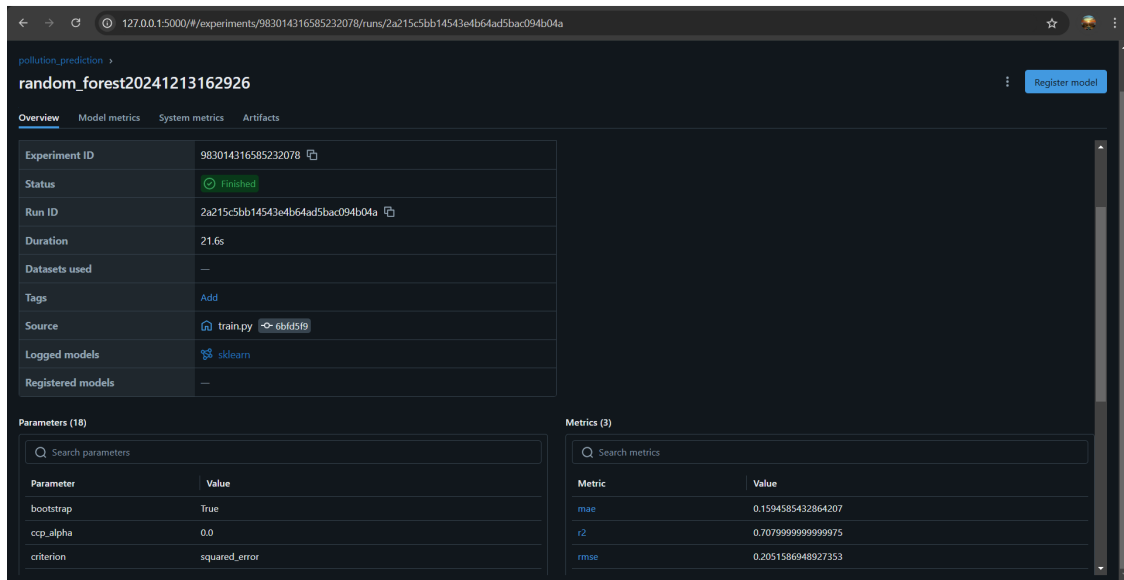 127.0.0.1:5000/#/experiments/983014316585232078/runs/2a215c5bb14543e4b64ad5bac094b04a
pollution_prediction
random_forest20241213162926
Register model
Overview Model metrics System metrics Artifacts
Experiment ID 983014316585232078
Status Finished
Run ID 2a215c5bb14543e4b64ad5bac094b04a
Duration 21.6s
Datasets used —
Tags Add
Source train.py 6bfd5f9
Logged models sklearn
Registered models —
Parameters (18) Metrics (3)
Search parameters Search metrics
Parameter Value Metric Value
bootstrap True mae 0.1594585432864207
ccp_alpha 0.0 r2 0.7079999999999975
criterion squared_error rmse 0.2051586948927353